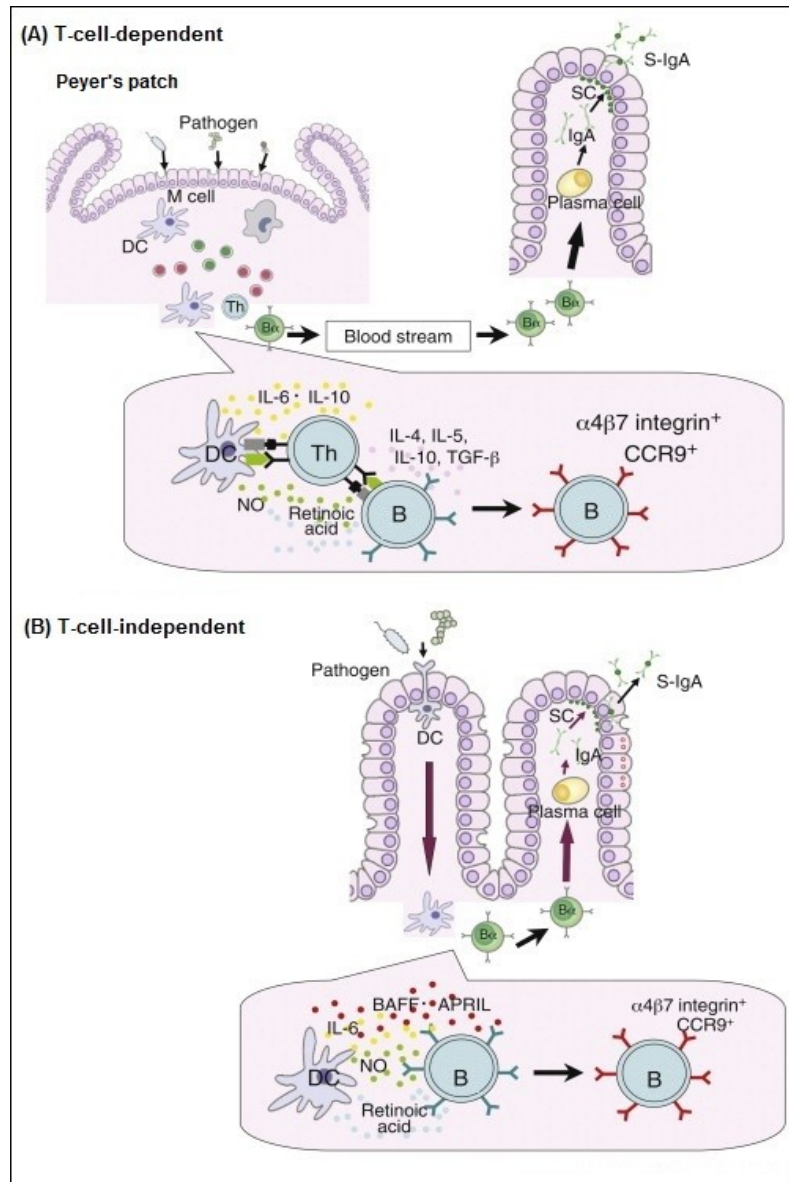 (A) T-cell-dependent
Peyer's patch
Pathogen
M cell
DC
Th
Bα
Blood stream
Bα
Bα
S-IgA
SC
IgA
Plasma cell
IL-6・ IL-10
DC
Th
IL-4, IL-5,
IL-10, TGF-β
NO
Retinoic
acid
B
α4β7 integrin+
CCR9+
B
(B) T-cell-independent
Pathogen
DC
S-IgA
SC
IgA
Plasma cell
Bα
Bα
BAFF・・APRIL
IL-6
NO
DC
Retinoic
acid
B
α4β7 integrin+
CCR9+
B